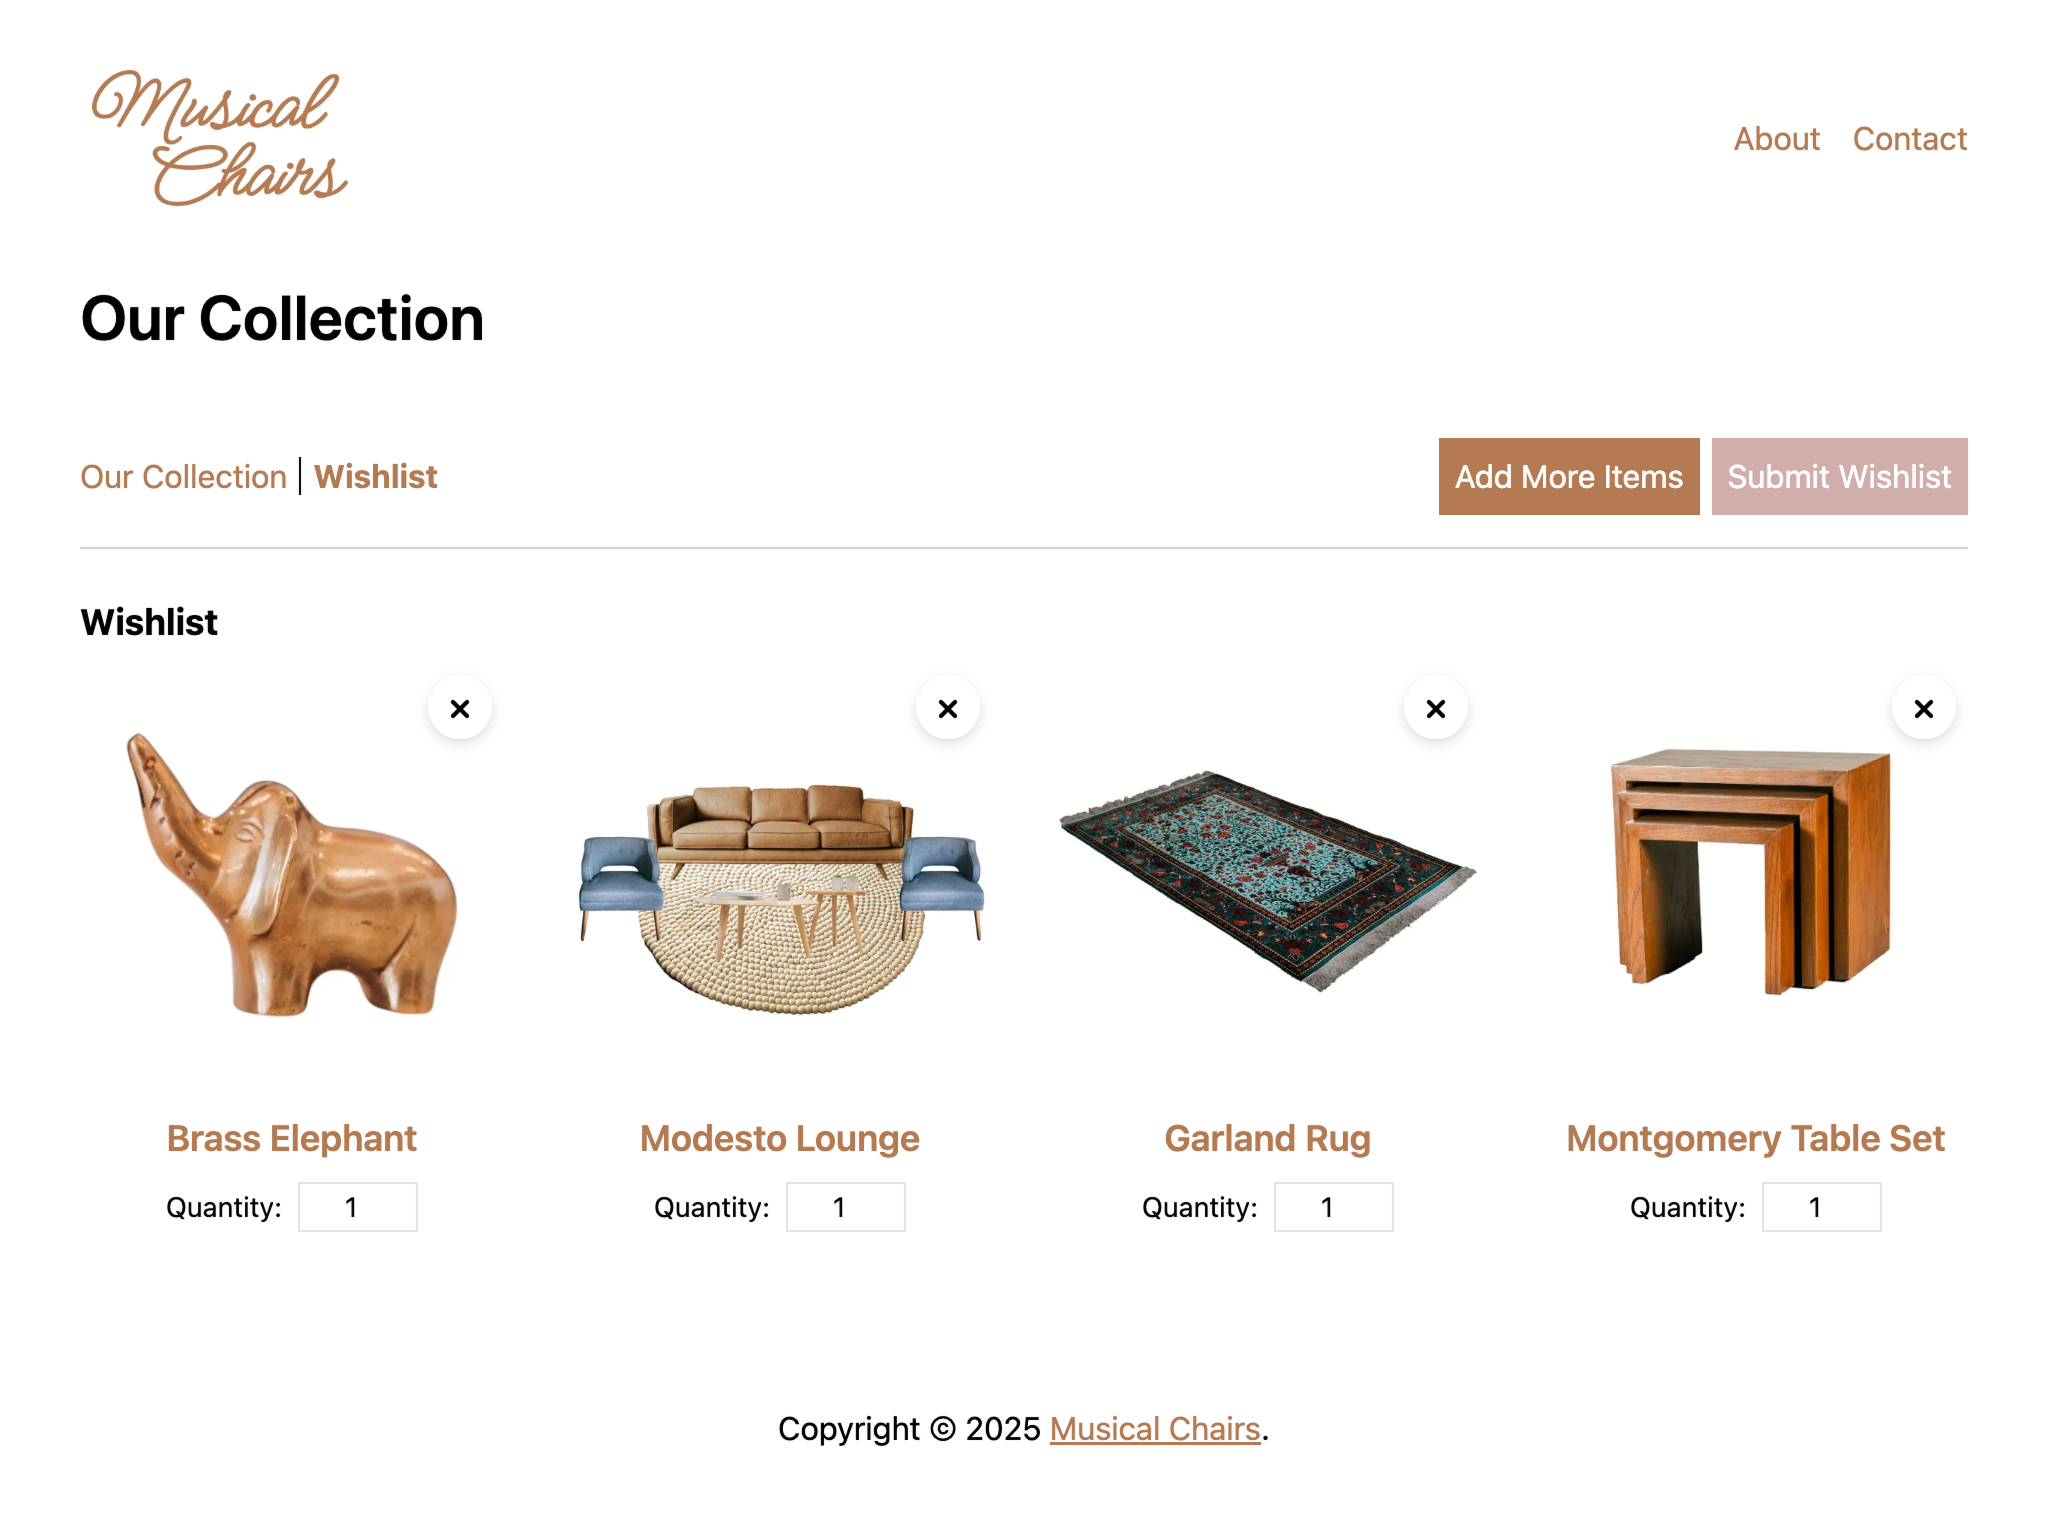 Musical
Chairs
About Contact
Our Collection
Our Collection | Wishlist
Add More Items Submit Wishlist
Wishlist
× × × ×
Brass Elephant Modesto Lounge Garland Rug Montgomery Table Set
Quantity: 1 Quantity: 1 Quantity: 1 Quantity: 1
Copyright © 2025 Musical Chairs.